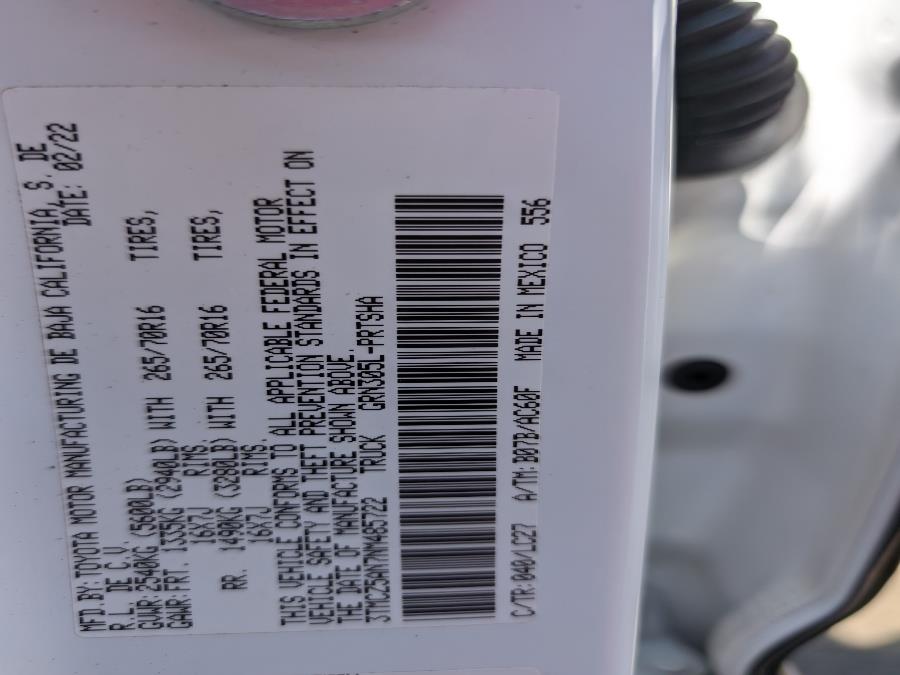 MFD.BY: TOYOTA MOTOR MANUFACTURING DE BAJA CALIFORNIA, S. DE
R.L. DE C.V. DATE: 02/22
GVWR: 2540KG (5600LB)
GAWR: FRT. 1335KG (2940LB) WITH 265/70R16 TIRES,
16X7J RIMS.
RR. 1490KG (3280LB) WITH 265/70R16 TIRES,
16X7J RIMS.
THIS VEHICLE CONFORMS TO ALL APPLICABLE FEDERAL MOTOR
VEHICLE SAFETY AND THEFT PREVENTION STANDARDS IN EFFECT ON
THE DATE OF MANUFACTURE SHOWN ABOVE.
3TMCZ5AN7NM485722 TRUCK GRN305L-PRTSHA
C/TR: 040/LC27 A/TM: B07B/AC60F MADE IN MEXICO 556